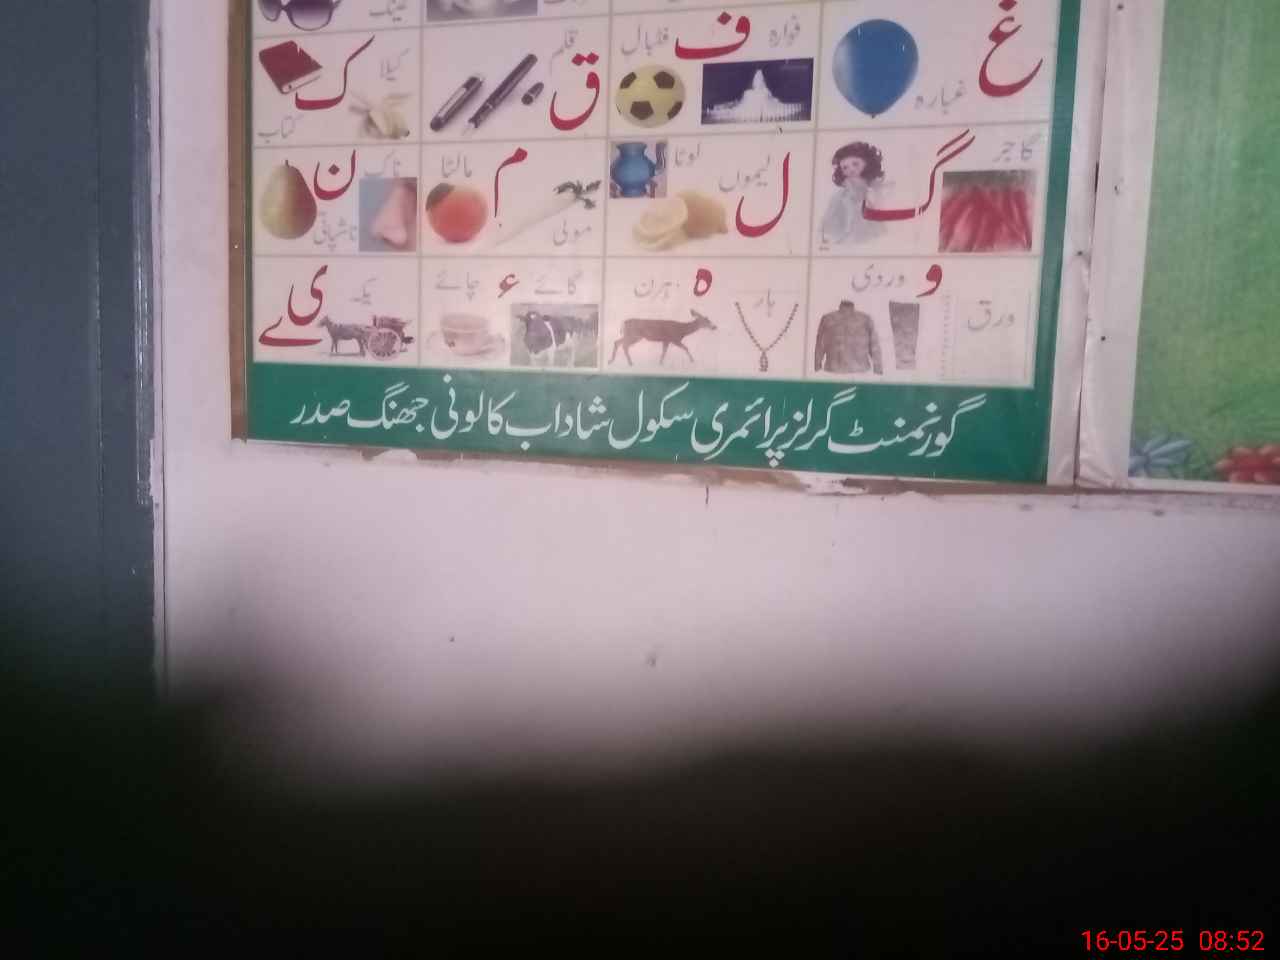 عینک
غ غبارہ
ف فوارہ فٹبال
ق قلم
ک کیلا کتاب
گ گاجر
ل لوٹا لیموں
م مالٹا مولی
ن ناک ناشپاتی
و وردی ورق
ہ ہرن ہار
ء گائے چائے
ی ے یکہ
گورنمنٹ گرلز پرائمری سکول شاداب کالونی جھنگ صدر
16-05-25 08:52